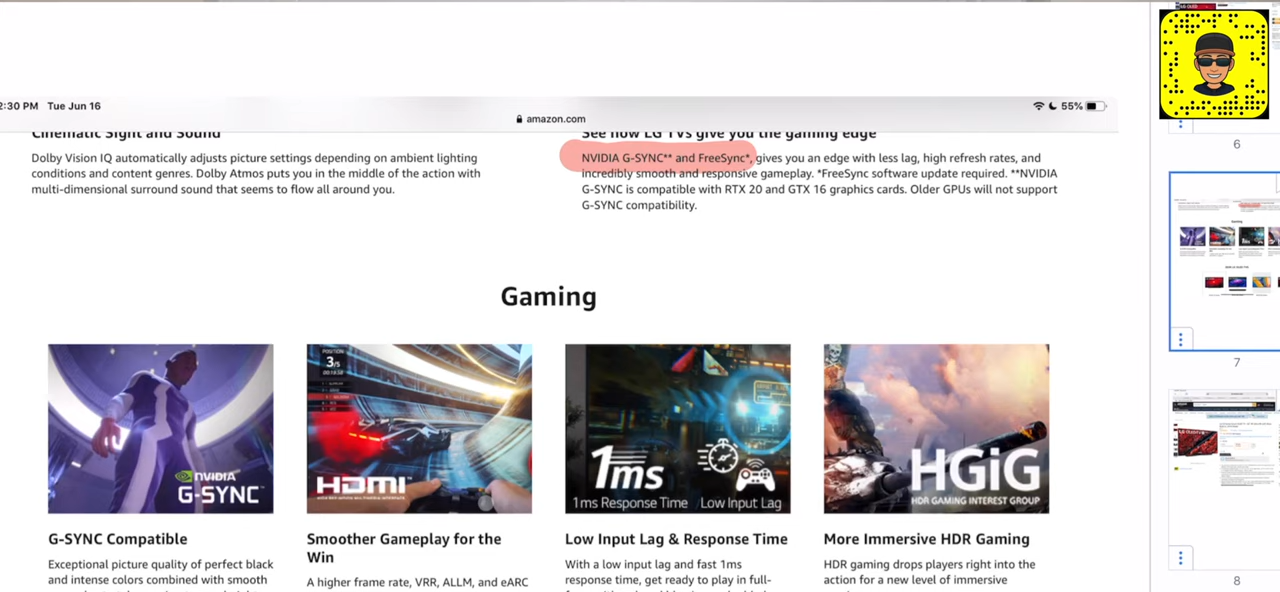 2:30 PM Tue Jun 16
55%
amazon.com
Cinematic Sight and Sound
Dolby Vision IQ automatically adjusts picture settings depending on ambient lighting
conditions and content genres. Dolby Atmos puts you in the middle of the action with
multi-dimensional surround sound that seems to flow all around you.
See how LG TVs give you the gaming edge
NVIDIA G-SYNC** and FreeSync*, gives you an edge with less lag, high refresh rates, and
incredibly smooth and responsive gameplay. *FreeSync software update required. **NVIDIA
G-SYNC is compatible with RTX 20 and GTX 16 graphics cards. Older GPUs will not support
G-SYNC compatibility.
Gaming
NVIDIA
G-SYNC
POSITION
3/5
HDMI
1ms
1ms Response Time
Low Input Lag
HGiG
HDR GAMING INTEREST GROUP
G-SYNC Compatible
Exceptional picture quality of perfect black
and intense colors combined with smooth
Smoother Gameplay for the
Win
A higher frame rate, VRR, ALLM, and eARC
Low Input Lag & Response Time
With a low input lag and fast 1ms
response time, get ready to play in full-
More Immersive HDR Gaming
HDR gaming drops players right into the
action for a new level of immersive
6
7
8